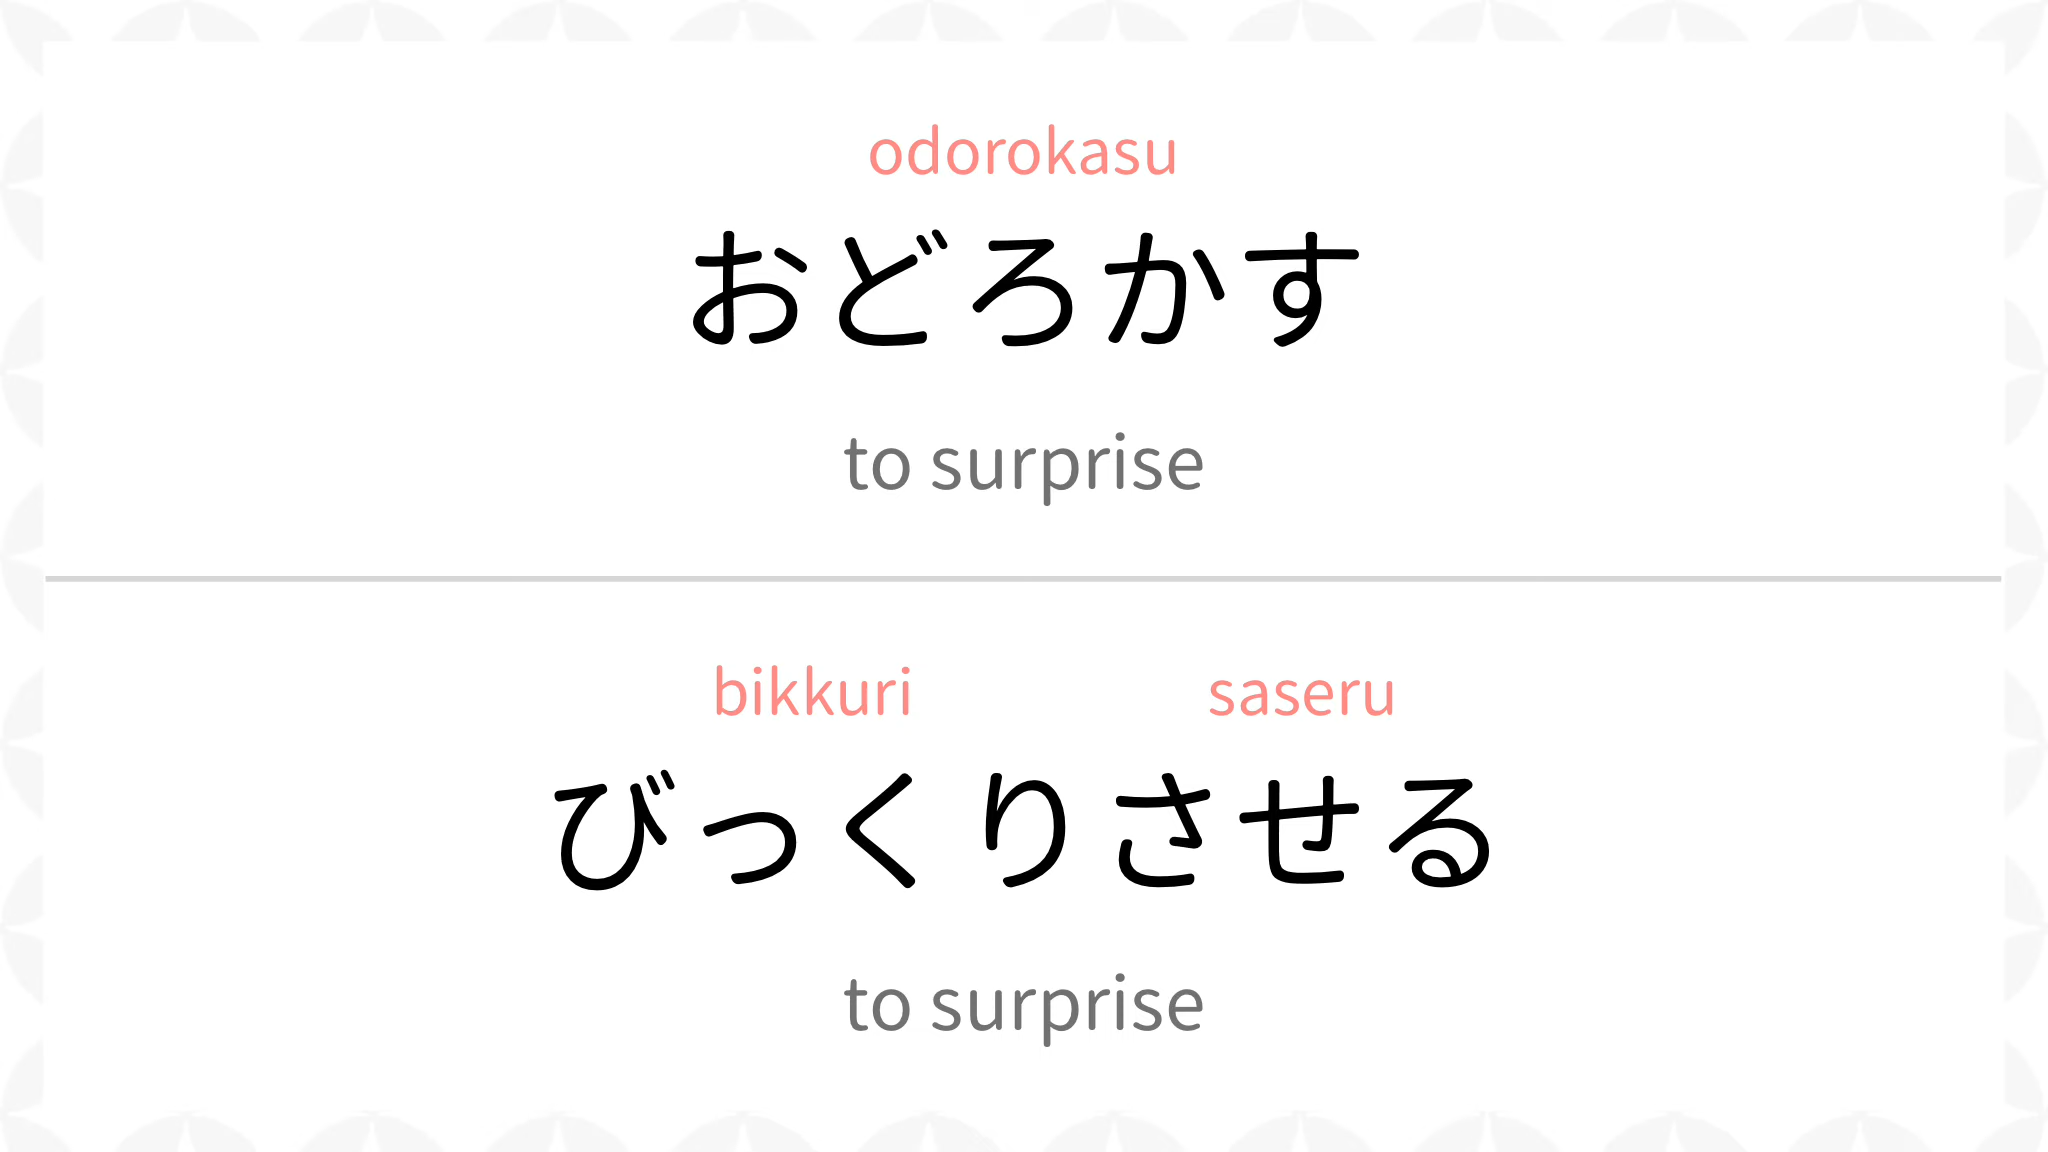 odorokasu
おどろかす
to surprise
bikkuri saseru
びっくりさせる
to surprise